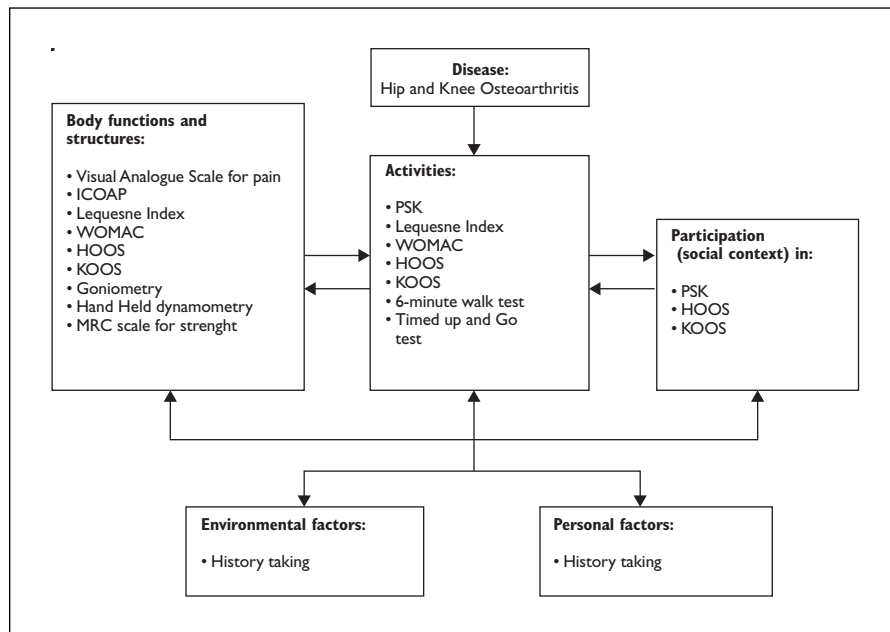 Disease:
Hip and Knee Osteoarthritis
Body functions and
structures:
• Visual Analogue Scale for pain
• ICOAP
• Lequesne Index
• WOMAC
• HOOS
• KOOS
• Goniometry
• Hand Held dynamometry
• MRC scale for strenght
Activities:
• PSK
• Lequesne Index
• WOMAC
• HOOS
• KOOS
• 6-minute walk test
• Timed up and Go
test
Participation
(social context) in:
• PSK
• HOOS
• KOOS
Environmental factors:
• History taking
Personal factors:
• History taking